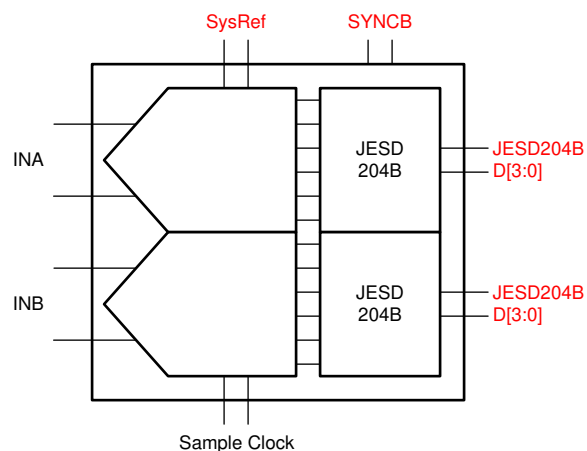 SysRef
SYNCB
INA
JESD
204B
JESD204B
D[3:0]
INB
JESD
204B
JESD204B
D[3:0]
Sample Clock